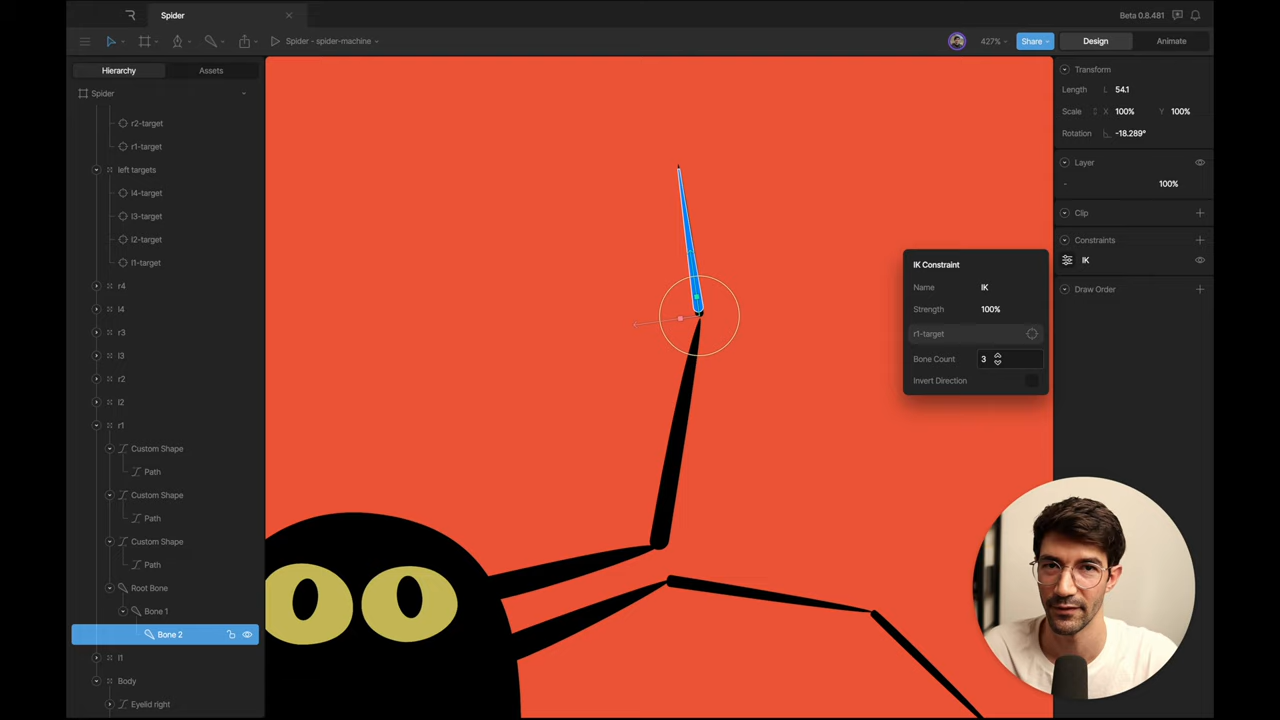 Spider
Beta 0.8.481
Spider - spider-machine
427%
Share
Design
Animate
Hierarchy
Assets
Spider
r2-target
r1-target
left targets
l4-target
l3-target
l2-target
l1-target
r4
l4
r3
l3
r2
l2
r1
Custom Shape
Path
Custom Shape
Path
Custom Shape
Path
Root Bone
Bone 1
Bone 2
l1
Body
Eyelid right
IK Constraint
Name IK
Strength 100%
r1-target
Bone Count 3
Invert Direction
Transform
Length L 54.1
Scale X 100% Y 100%
Rotation -18.289°
Layer
- 100%
Clip
Constraints
IK
Draw Order